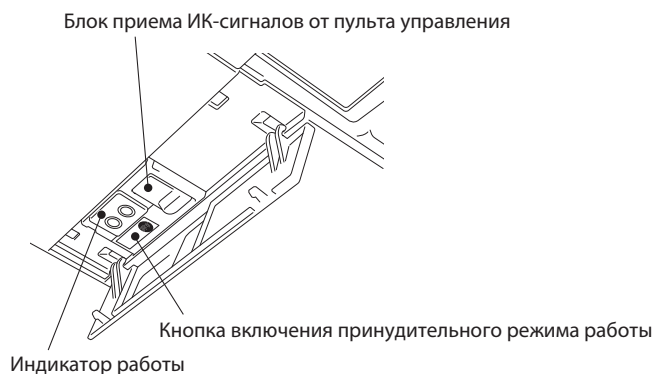 Блок приема ИК-сигналов от пульта управления
Кнопка включения принудительного режима работы
Индикатор работы